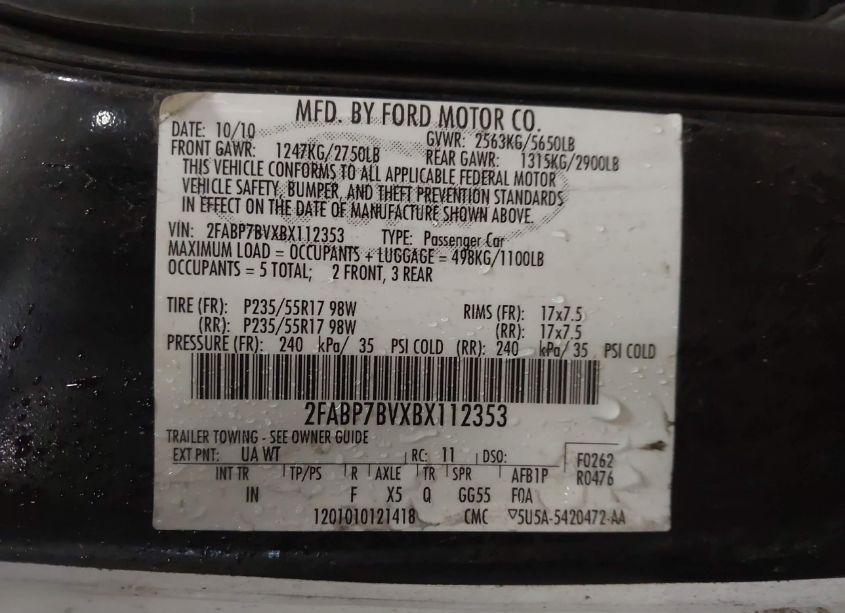 MFD. BY FORD MOTOR CO.
DATE: 10/10 GVWR: 2563KG/5650LB
FRONT GAWR: 1247KG/2750LB REAR GAWR: 1315KG/2900LB
THIS VEHICLE CONFORMS TO ALL APPLICABLE FEDERAL MOTOR
VEHICLE SAFETY, BUMPER, AND THEFT PREVENTION STANDARDS
IN EFFECT ON THE DATE OF MANUFACTURE SHOWN ABOVE.
VIN: 2FABP7BVXBX112353 TYPE: Passenger Car
MAXIMUM LOAD = OCCUPANTS + LUGGAGE = 498KG/1100LB
OCCUPANTS = 5 TOTAL; 2 FRONT, 3 REAR
TIRE (FR): P235/55R17 98W RIMS (FR): 17x7.5
(RR): P235/55R17 98W (RR): 17x7.5
PRESSURE (FR): 240 kPa/ 35 PSI COLD (RR): 240 kPa/ 35 PSI COLD
2FABP7BVXBX112353
TRAILER TOWING - SEE OWNER GUIDE
EXT PNT: UA WT RC: 11 DSO: F0262
INT TR TP/PS R AXLE TR SPR AFB1P R0476
IN F X5 Q GG55 FOA
1201010121418 CMC ▽5U5A-5420472-AA